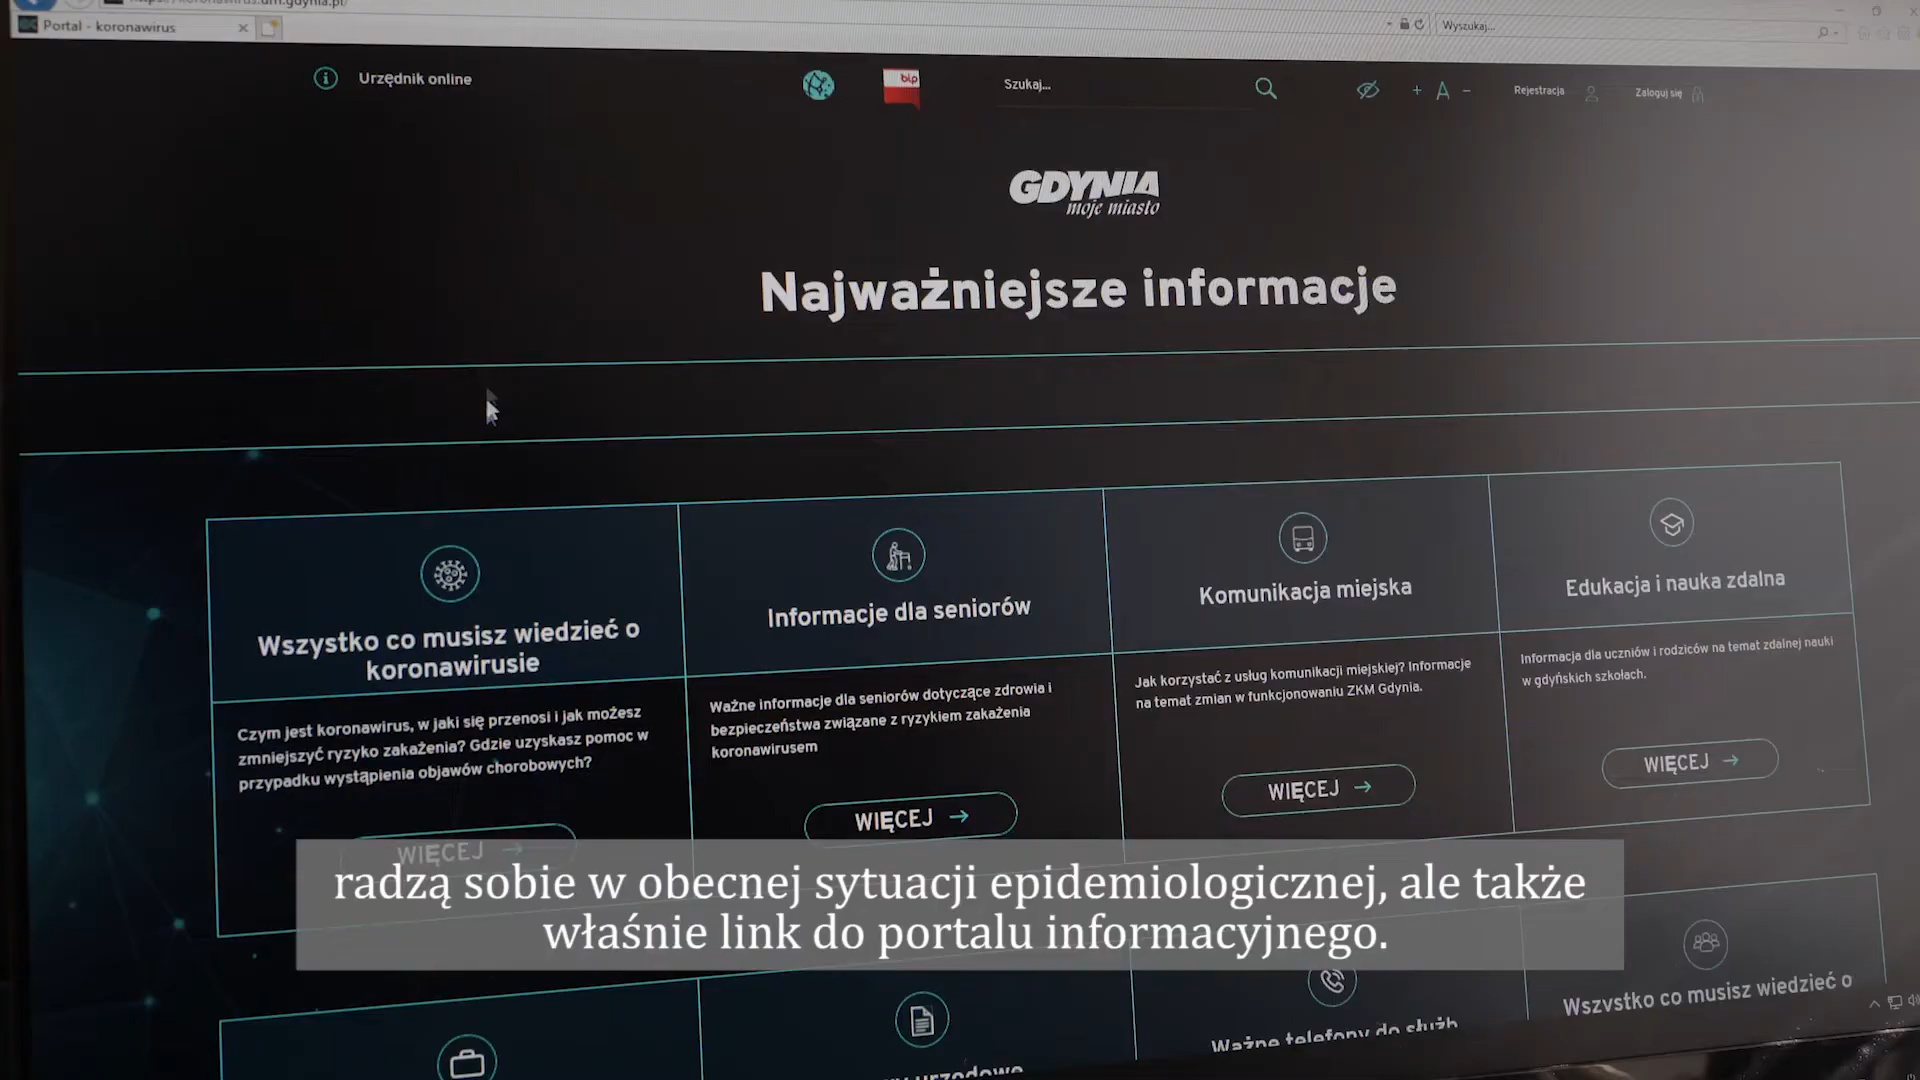 Portal - koronawirus
Wyszukaj...
Urzędnik online
bip
Szukaj...
+ A -
Rejestracja
Zaloguj się
GDYNIA
moje miasto
Najważniejsze informacje
Wszystko co musisz wiedzieć o
koronawirusie
Czym jest koronawirus, w jaki się przenosi i jak możesz
zmniejszyć ryzyko zakażenia? Gdzie uzyskasz pomoc w
przypadku wystąpienia objawów chorobowych?
WIĘCEJ
Informacje dla seniorów
Ważne informacje dla seniorów dotyczące zdrowia i
bezpieczeństwa związane z ryzykiem zakażenia
koronawirusem
WIĘCEJ
Komunikacja miejska
Jak korzystać z usług komunikacji miejskiej? Informacje
na temat zmian w funkcjonowaniu ZKM Gdynia.
WIĘCEJ
Edukacja i nauka zdalna
Informacja dla uczniów i rodziców na temat zdalnej nauki
w gdyńskich szkołach.
WIĘCEJ
radzą sobie w obecnej sytuacji epidemiologicznej, ale także
właśnie link do portalu informacyjnego.
Ważne telefony do służb
Wszystko co musisz wiedzieć o